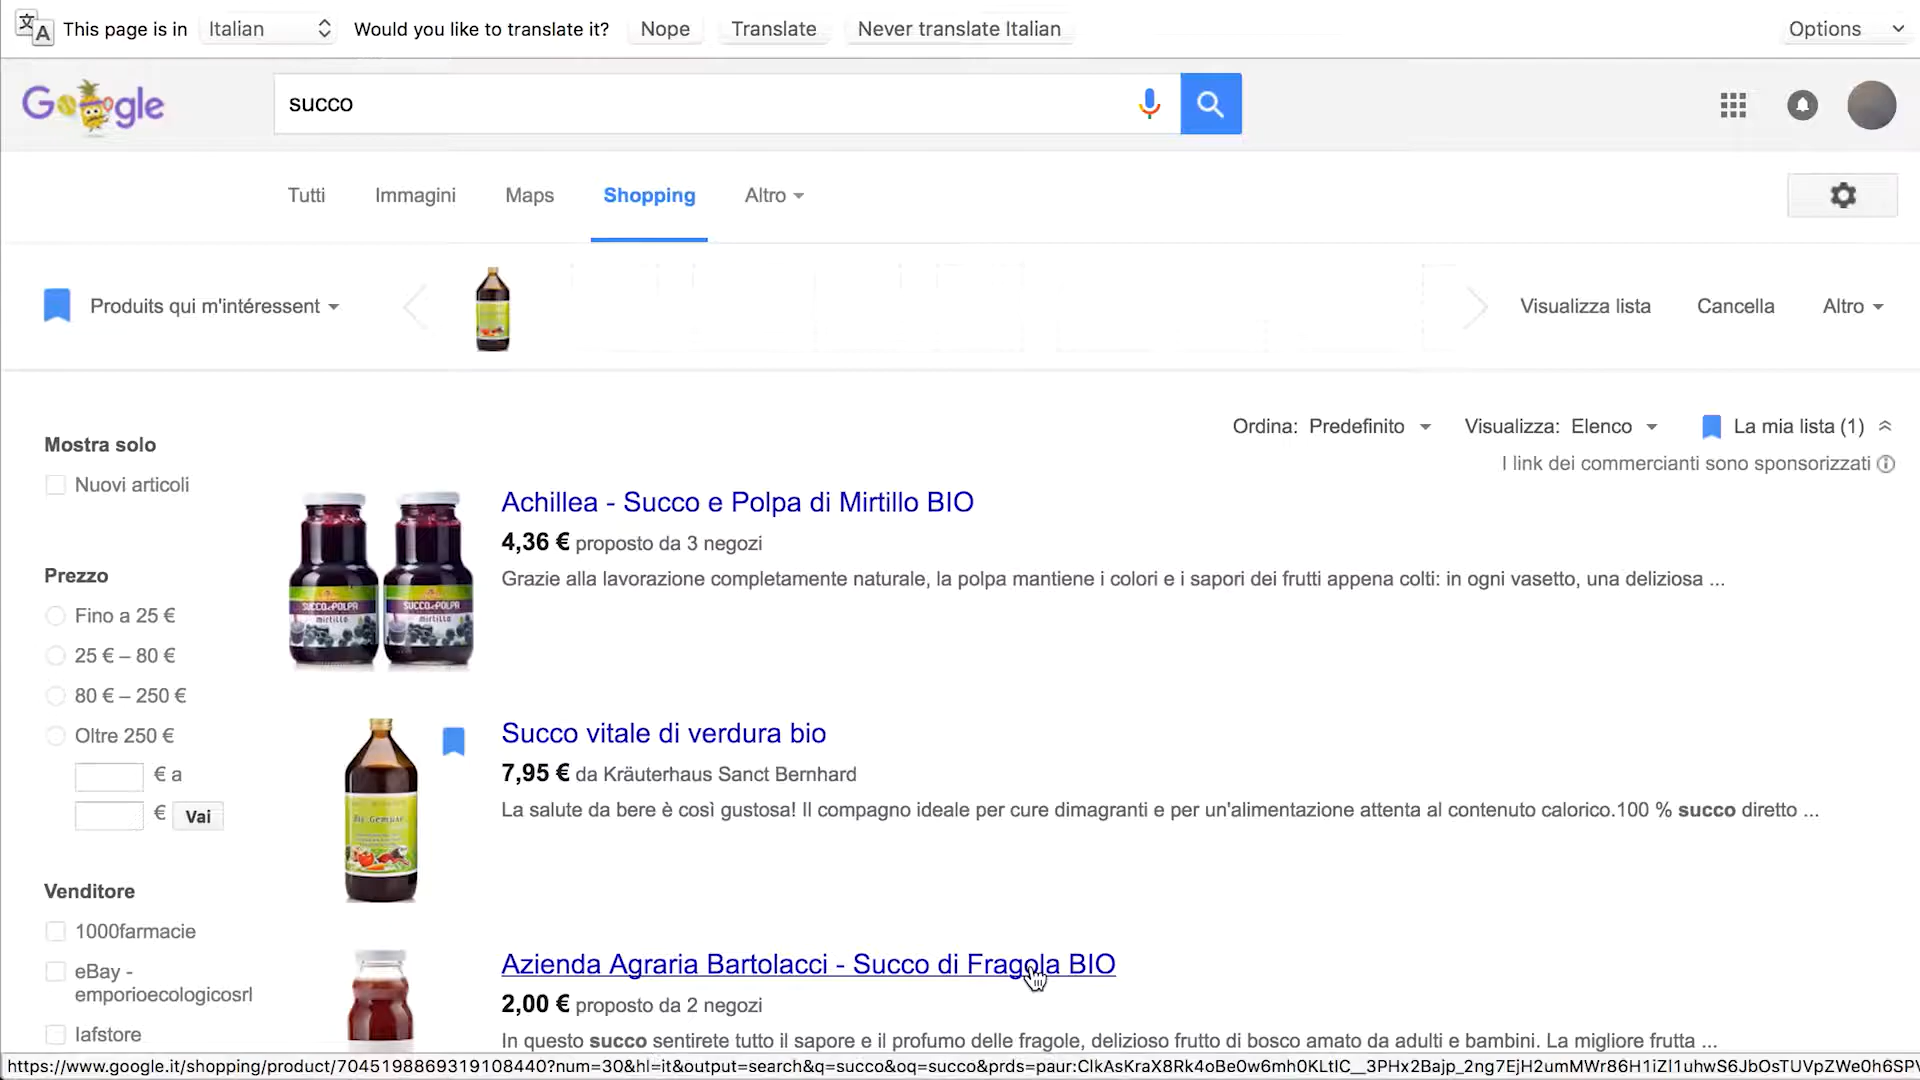 This page is in Italian Would you like to translate it? Nope Translate Never translate Italian Options
Google succo
Tutti Immagini Maps Shopping Altro
Produits qui m'intéressent Visualizza lista Cancella Altro
Ordina: Predefinito Visualizza: Elenco La mia lista (1)
I link dei commercianti sono sponsorizzati
Mostra solo
Nuovi articoli
Prezzo
Fino a 25 €
25 € – 80 €
80 € – 250 €
Oltre 250 €
€ a
€ Vai
Venditore
1000farmacie
eBay -
emporioecologicosrl
lafstore
SUCCO e POLPA
mirtillo
SUCCO e POLPA
mirtillo
Achillea - Succo e Polpa di Mirtillo BIO
4,36 € proposto da 3 negozi
Grazie alla lavorazione completamente naturale, la polpa mantiene i colori e i sapori dei frutti appena colti: in ogni vasetto, una deliziosa ...
Succo vitale di verdura bio
7,95 € da Kräuterhaus Sanct Bernhard
La salute da bere è così gustosa! Il compagno ideale per cure dimagranti e per un'alimentazione attenta al contenuto calorico.100 % succo diretto ...
Azienda Agraria Bartolacci - Succo di Fragola BIO
2,00 € proposto da 2 negozi
In questo succo sentirete tutto il sapore e il profumo delle fragole, delizioso frutto di bosco amato da adulti e bambini. La migliore frutta ...
https://www.google.it/shopping/product/7045198869319108440?num=30&hl=it&output=search&q=succo&oq=succo&prds=paur:ClkAsKraX8Rk4oBe0w6mh0KLtIC__3PHx2Bajp_2ng7EjH2umMWr86H1iZl1uhwS6JbOsTUVpZWe0h6SPV